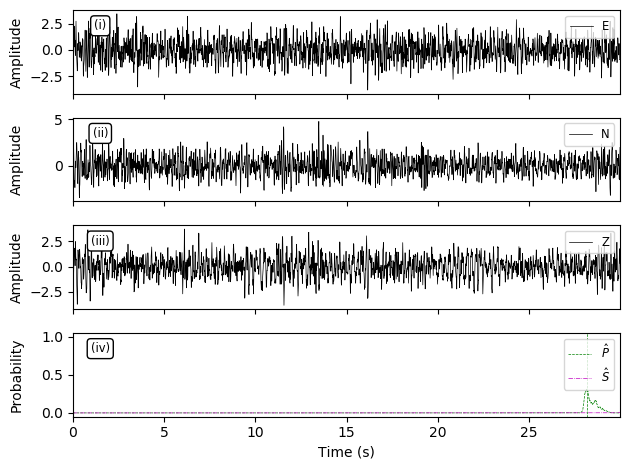 2.5
0.0
−2.5
Amplitude
(i)
E
5
0
Amplitude
(ii)
N
2.5
0.0
−2.5
Amplitude
(iii)
Z
1.0
0.5
0.0
Probability
(iv)
P̂
Ŝ
0 5 10 15 20 25
Time (s)